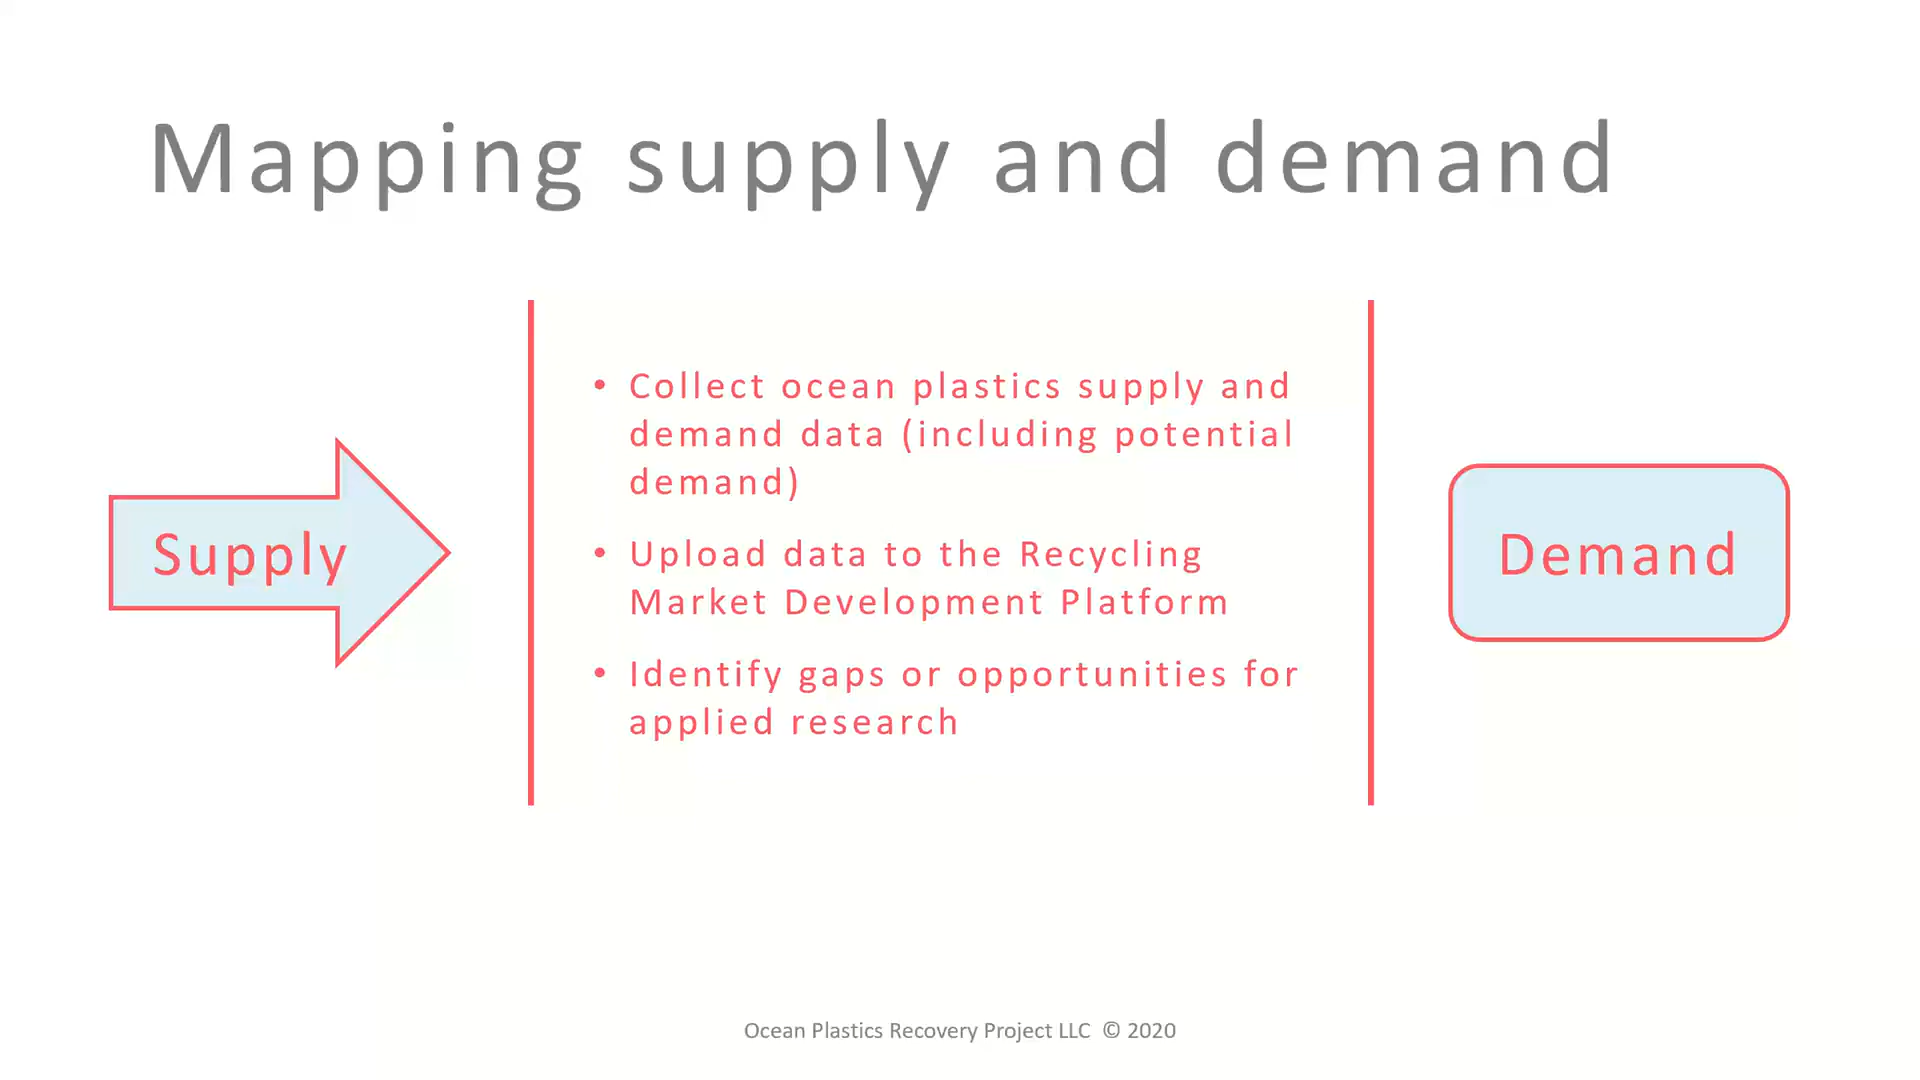 Mapping supply and demand
Supply
• Collect ocean plastics supply and
demand data (including potential
demand)
• Upload data to the Recycling
Market Development Platform
• Identify gaps or opportunities for
applied research
Demand
Ocean Plastics Recovery Project LLC © 2020